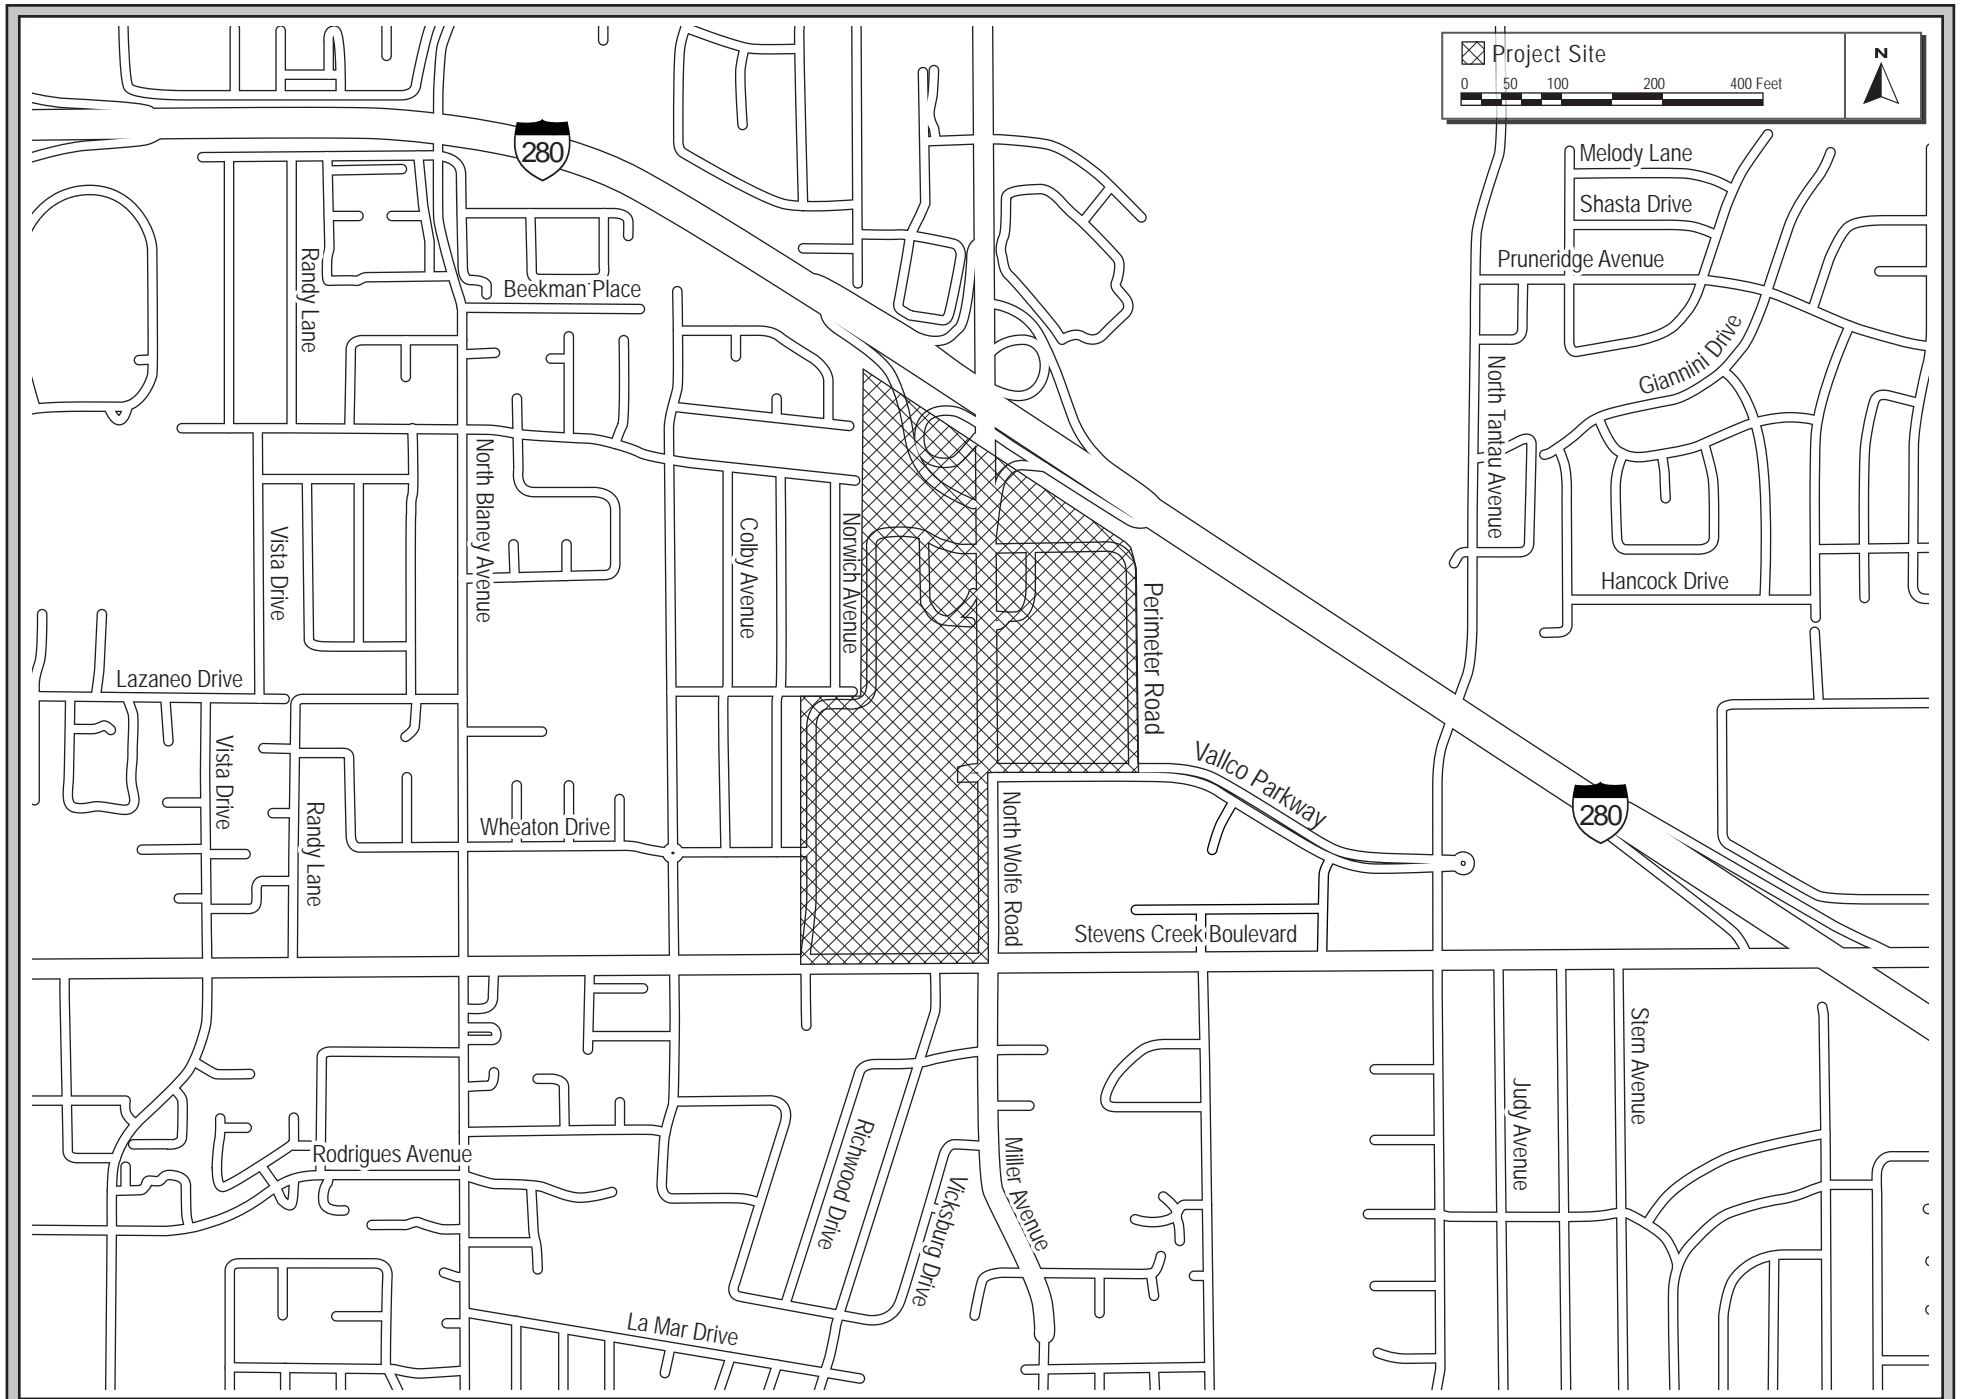 Project Site
0 50 100 200 400 Feet
N
280
Melody Lane
Shasta Drive
Pruneridge Avenue
Randy Lane
Beekman Place
Giannini Drive
North Tantau Avenue
North Blaney Avenue
Vista Drive
Colby Avenue
Norwich Avenue
Hancock Drive
Perimeter Road
Lazaneo Drive
Vista Drive
Vallco Parkway
280
Randy Lane
Wheaton Drive
North Wolfe Road
Stevens Creek Boulevard
Stern Avenue
Judy Avenue
Rodrigues Avenue
Richwood Drive
Miller Avenue
Vicksburg Drive
La Mar Drive